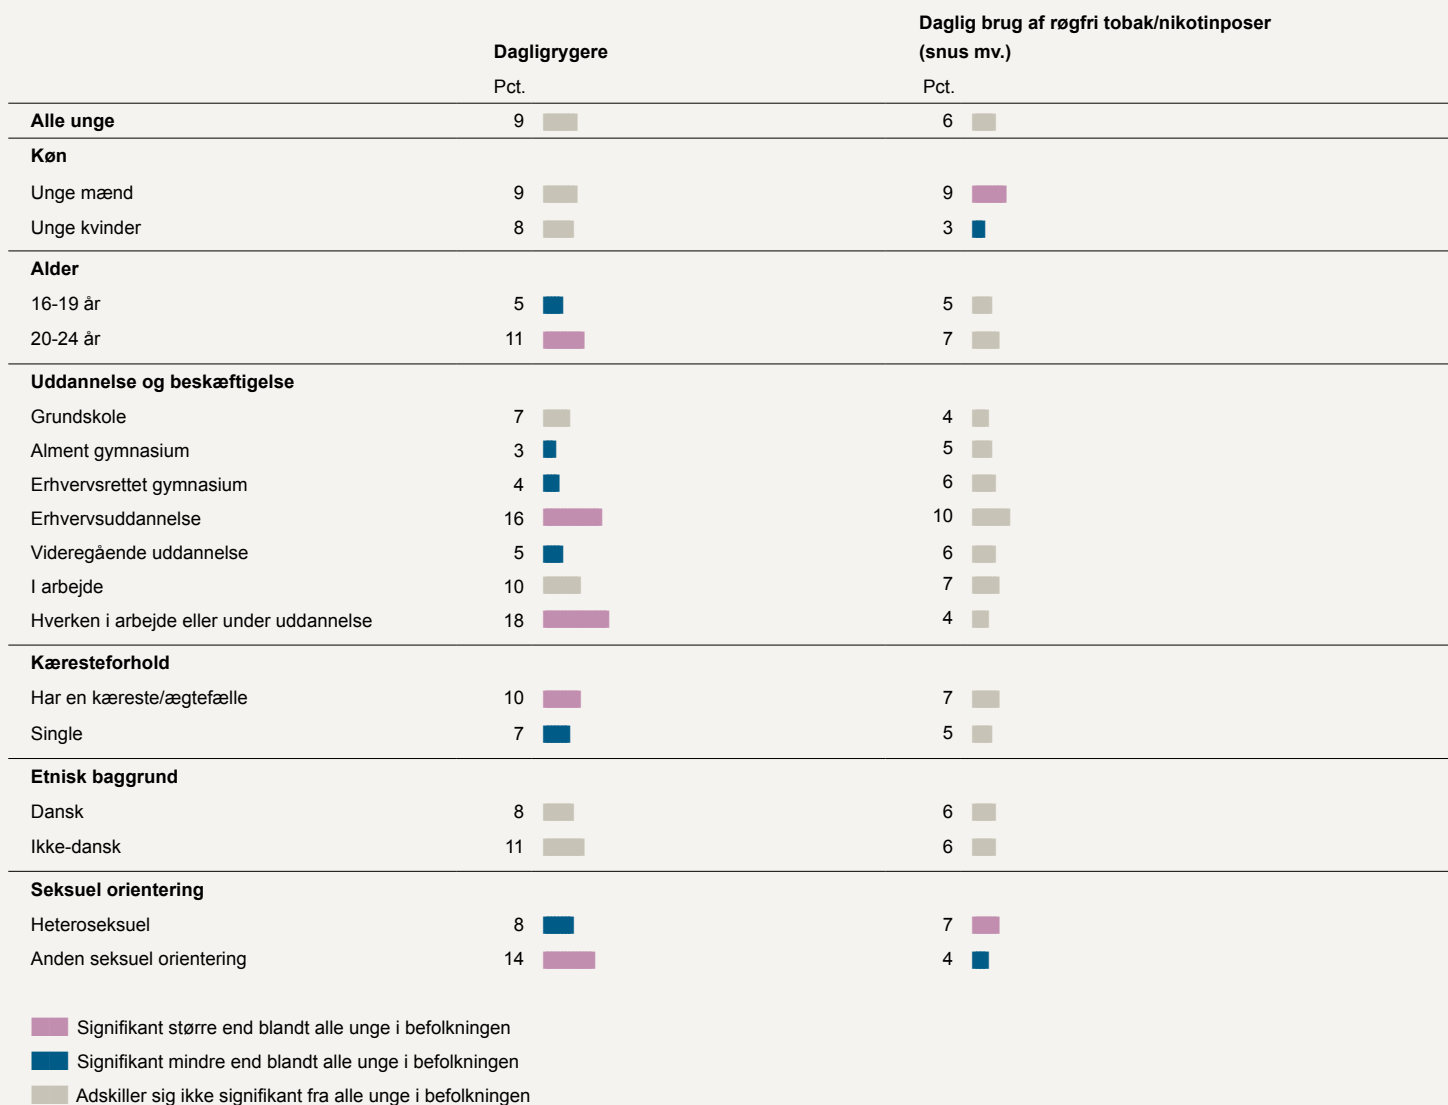 Daglig brug af røgfri tobak/nikotinposer
Dagligrygere (snus mv.)
Pct. Pct.
Alle unge 9 6
Køn
Unge mænd 9 9
Unge kvinder 8 3
Alder
16-19 år 5 5
20-24 år 11 7
Uddannelse og beskæftigelse
Grundskole 7 4
Alment gymnasium 3 5
Erhvervsrettet gymnasium 4 6
Erhvervsuddannelse 16 10
Videregående uddannelse 5 6
I arbejde 10 7
Hverken i arbejde eller under uddannelse 18 4
Kæresteforhold
Har en kæreste/ægtefælle 10 7
Single 7 5
Etnisk baggrund
Dansk 8 6
Ikke-dansk 11 6
Seksuel orientering
Heteroseksuel 8 7
Anden seksuel orientering 14 4
Signifikant større end blandt alle unge i befolkningen
Signifikant mindre end blandt alle unge i befolkningen
Adskiller sig ikke signifikant fra alle unge i befolkningen